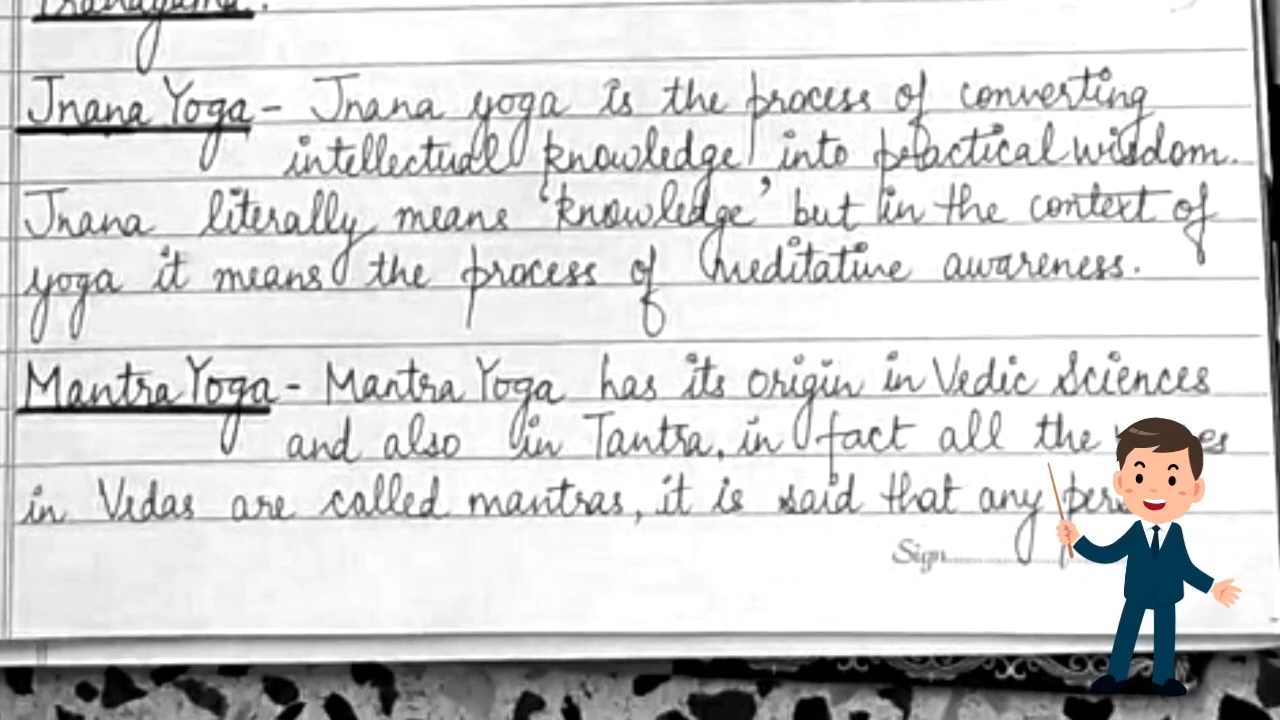 Pranayama.
Jnana Yoga - Jnana yoga is the process of converting
intellectual knowledge into practical wisdom.
Jnana literally means 'knowledge' but in the context of
yoga it means the process of meditative awareness.
Mantra Yoga - Mantra Yoga has its origin in Vedic Sciences
and also in Tantra, in fact all the
in Vedas are called mantras, it is said that any
Sign